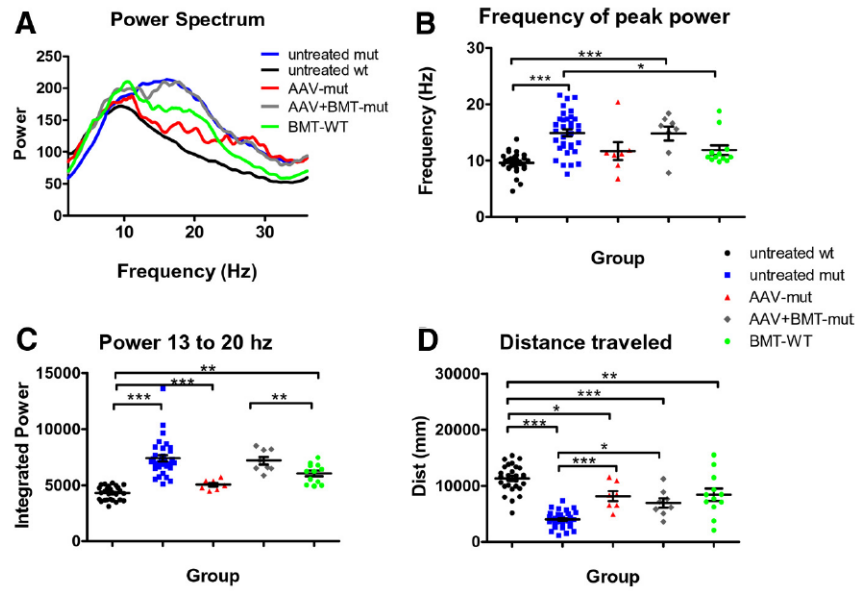 A
Power Spectrum
250
200
150
100
50
0
Power
10
20
30
Frequency (Hz)
untreated mut
untreated wt
AAV-mut
AAV+BMT-mut
BMT-WT
B
Frequency of peak power
30
20
10
0
Frequency (Hz)
***
***
*
Group
untreated wt
untreated mut
AAV-mut
AAV+BMT-mut
BMT-WT
C
Power 13 to 20 hz
15000
10000
5000
0
Integrated Power
**
***
***
**
Group
D
Distance traveled
30000
20000
10000
0
Dist (mm)
**
***
*
***
*
***
Group